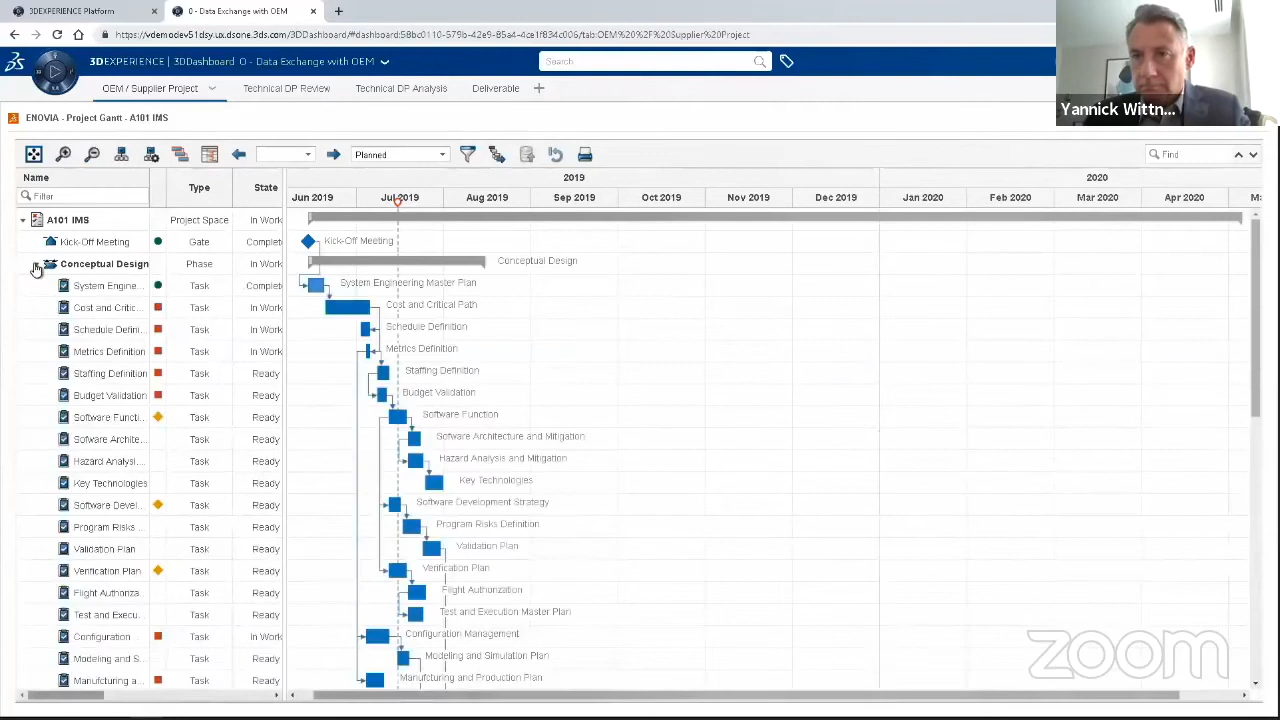 3DEXPERIENCE Platform
0 - Data Exchange with OEM
https://vdemodev51dsy.ux.dsone.3ds.com/3DDashboard/#dashboard:58bc0110-579b-42e9-85a4-4ce1f834c006/tab:OEM%20%2F%20Supplier%20Project
3DEXPERIENCE | 3DDashboard 0 - Data Exchange with OEM
Search
OEM / Supplier Project
Technical DP Review
Technical DP Analysis
Deliverable
Yannick Wittn...
ENOVIA - Project Gantt - A101 IMS
Planned
Find
Name
Filter
Type
State
2019
2020
Jun 2019
Jul 2019
Aug 2019
Sep 2019
Oct 2019
Nov 2019
Dec 2019
Jan 2020
Feb 2020
Mar 2020
Apr 2020
A101 IMS Project Space In Work
Kick-Off Meeting Gate Complet Kick-Off Meeting
Conceptual Design Phase In Work Conceptual Design
System Engine... Task Complet System Engineering Master Plan
Cost and Critic... Task In Work Cost and Critical Path
Schedule Defini... Task In Work Schedule Definition
Metrics Definition Task In Work Metrics Definition
Staffing Definition Task Ready Staffing Definition
Budget Validation Task Ready Budget Validation
Software Functi... Task Ready Software Function
Sofware Archite... Task Ready Sofware Architecture and Mitigation
Hazard Analysi... Task Ready Hazard Analysis and Mitigation
Key Technologies Task Ready Key Technologies
Software Devel... Task Ready Software Development Strategy
Program Risks ... Task Ready Program Risks Definition
Validation Plan Task Ready Validation Plan
Verification Plan Task Ready Verification Plan
Flight Authoriza... Task Ready Flight Authorization
Test and Execu... Task Ready Test and Execution Master Plan
Configuration Task In Work Configuration Management
Modeling and S... Task Ready Modeling and Simulation Plan
Manufcturing a... Task Ready Manufcturing and Production Plan
zoom